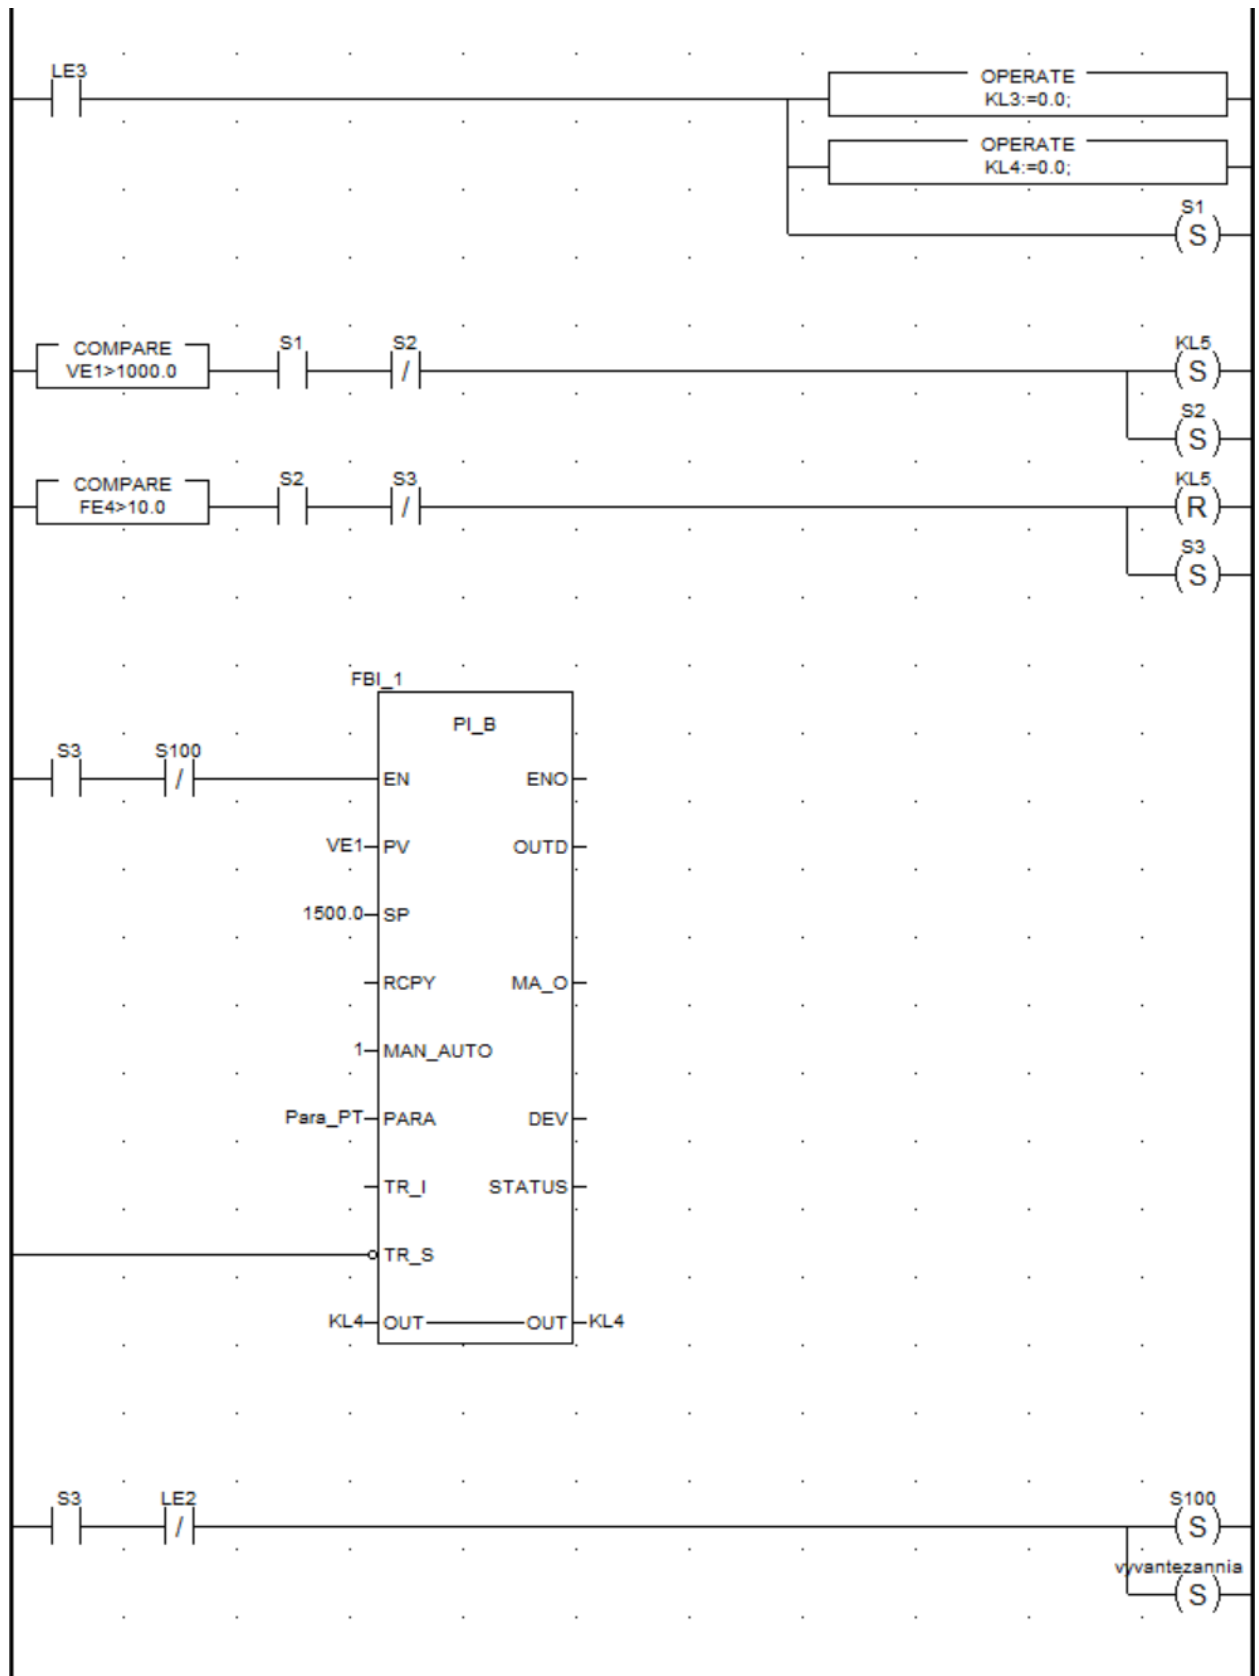 LE3
OPERATE
KL3:=0.0;
OPERATE
KL4:=0.0;
S1
S
COMPARE
VE1>1000.0
S1
S2
/
KL5
S
S2
S
COMPARE
FE4>10.0
S2
S3
/
KL5
R
S3
S
FBI_1
PI_B
S3
S100
/
EN ENO
VE1 PV OUTD
1500.0 SP
RCPY MA_O
1 MAN_AUTO
Para_PT PARA DEV
TR_I STATUS
TR_S
KL4 OUT OUT KL4
S3
LE2
/
S100
S
vyvantezannia
S